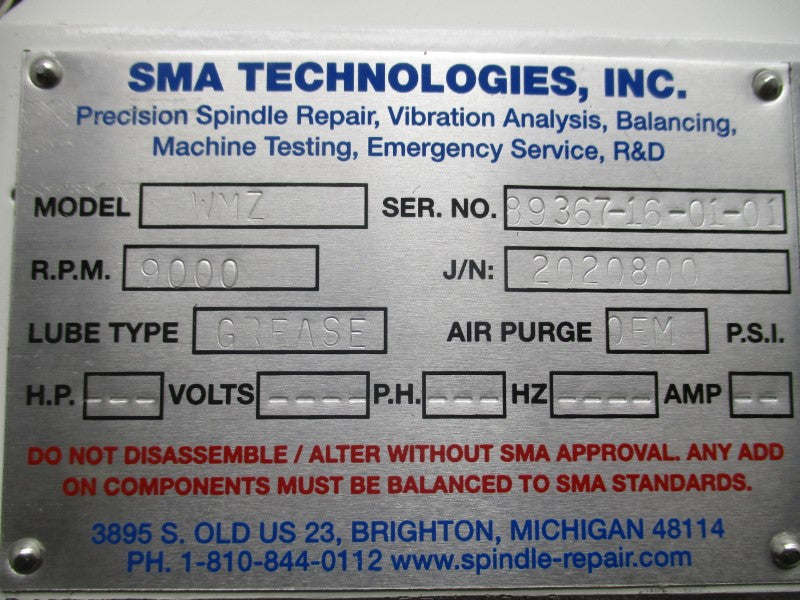 SMA TECHNOLOGIES, INC.
Precision Spindle Repair, Vibration Analysis, Balancing,
Machine Testing, Emergency Service, R&D
MODEL WMZ SER. NO. 89367-16-01-01
R.P.M. 9000 J/N: 2020800
LUBE TYPE GREASE AIR PURGE OEM P.S.I.
H.P. --- VOLTS ---- P.H. --- HZ ---- AMP --
DO NOT DISASSEMBLE / ALTER WITHOUT SMA APPROVAL. ANY ADD
ON COMPONENTS MUST BE BALANCED TO SMA STANDARDS.
3895 S. OLD US 23, BRIGHTON, MICHIGAN 48114
PH. 1-810-844-0112 www.spindle-repair.com